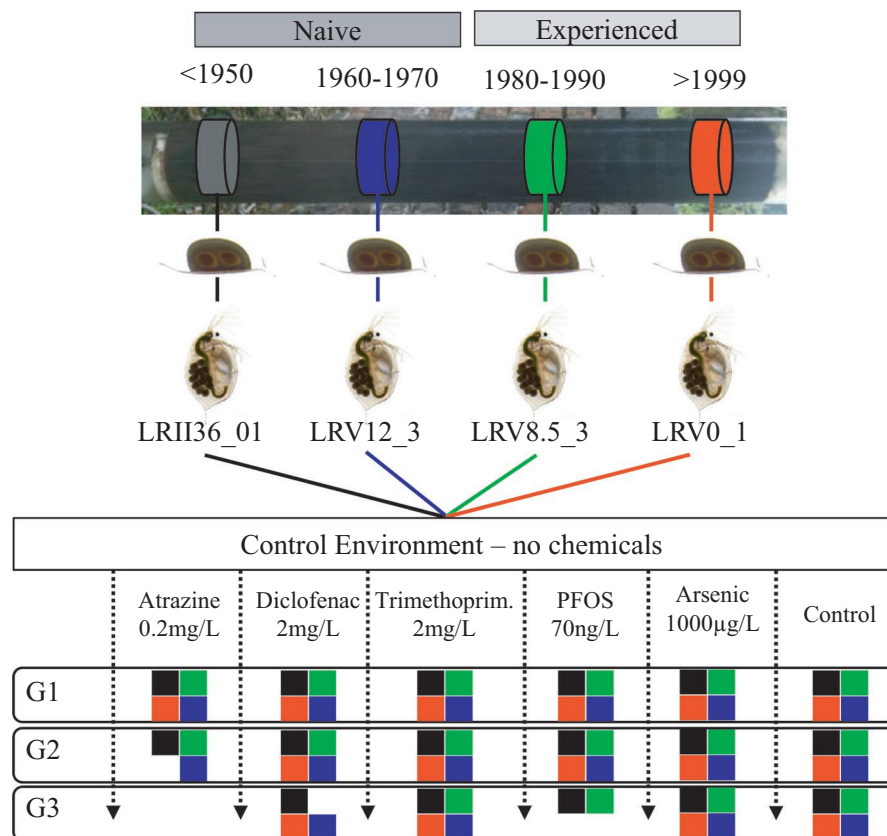 Naive Experienced
<1950 1960-1970 1980-1990 >1999
LRII36_01 LRV12_3 LRV8.5_3 LRV0_1
Control Environment – no chemicals
Atrazine Diclofenac Trimethoprim. PFOS Arsenic Control
0.2mg/L 2mg/L 2mg/L 70ng/L 1000µg/L
G1
G2
G3